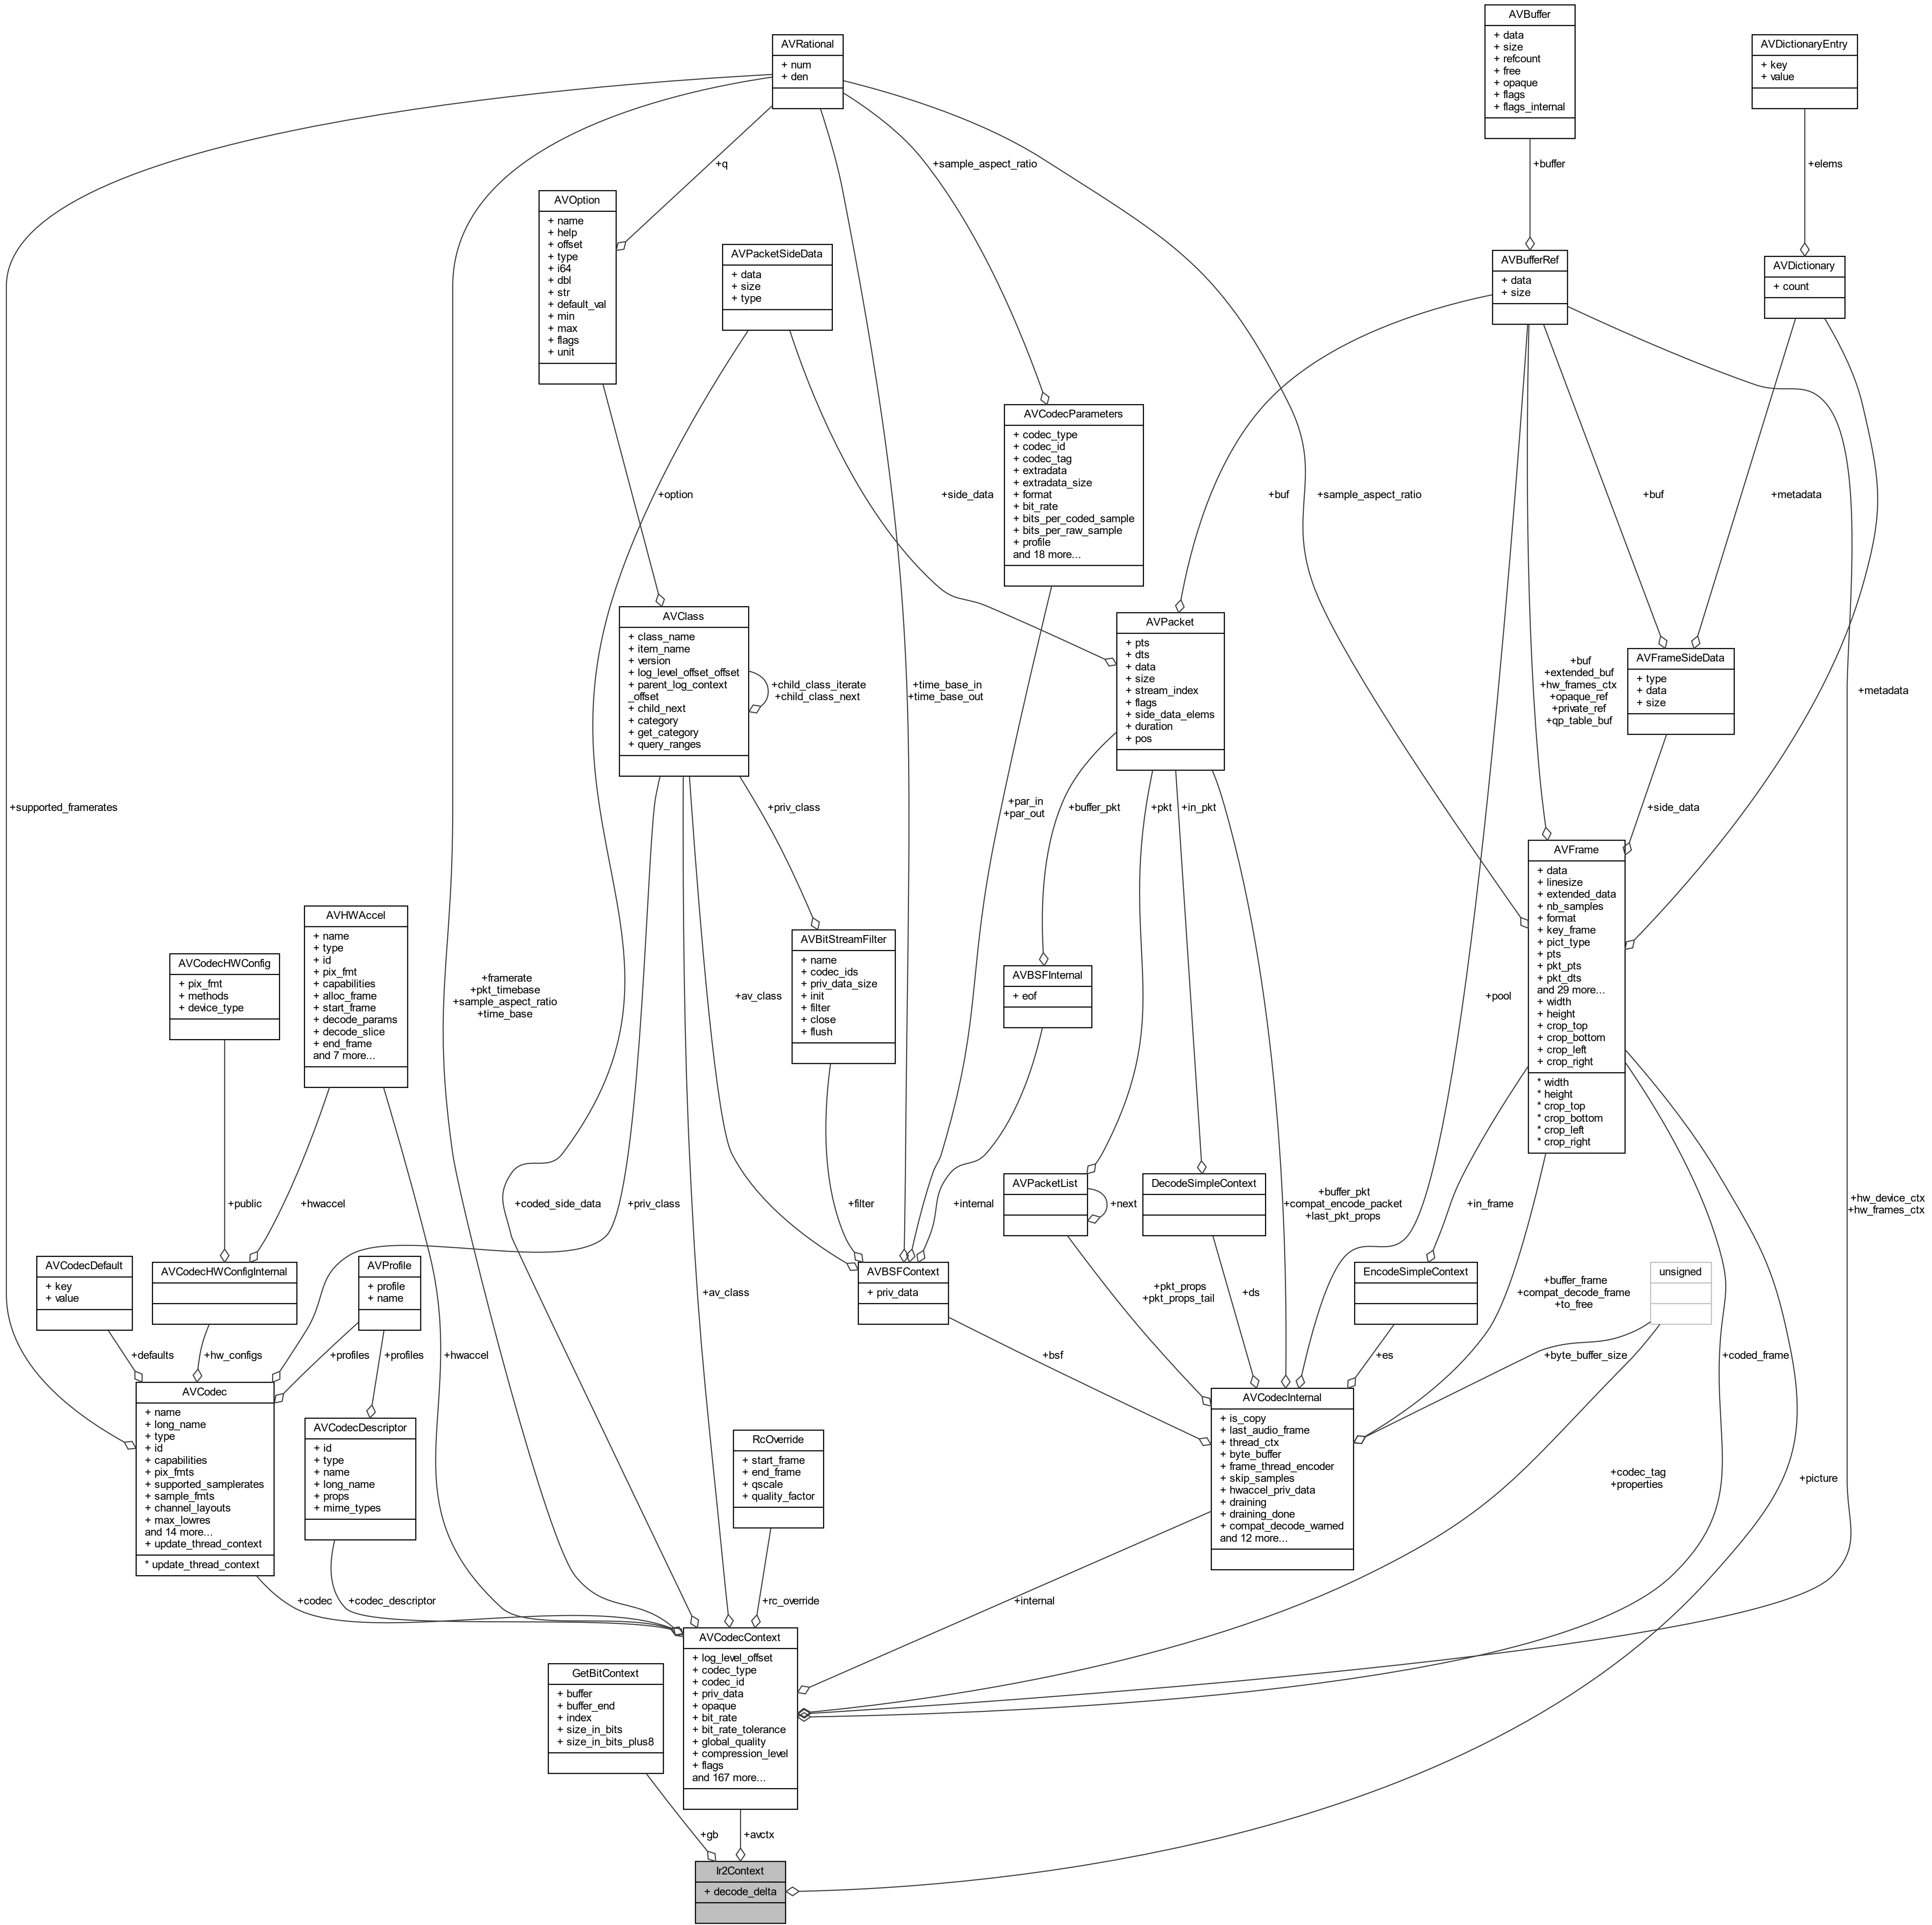 AVBuffer
+ data
+ size
+ refcount
+ free
+ opaque
+ flags
+ flags_internal
AVRational
+ num
+ den
AVDictionaryEntry
+ key
+ value
+q
+sample_aspect_ratio
+buffer
+elems
AVOption
+ name
+ help
+ offset
+ type
+ i64
+ dbl
+ str
+ default_val
+ min
+ max
+ flags
+ unit
AVPacketSideData
+ data
+ size
+ type
AVBufferRef
+ data
+ size
AVDictionary
+ count
AVCodecParameters
+ codec_type
+ codec_id
+ codec_tag
+ extradata
+ extradata_size
+ format
+ bit_rate
+ bits_per_coded_sample
+ bits_per_raw_sample
+ profile
and 18 more...
+option
+side_data
+buf
+sample_aspect_ratio
+buf
+metadata
AVClass
+ class_name
+ item_name
+ version
+ log_level_offset_offset
+ parent_log_context
_offset
+ child_next
+ category
+ get_category
+ query_ranges
+child_class_iterate
+child_class_next
+time_base_in
+time_base_out
AVPacket
+ pts
+ dts
+ data
+ size
+ stream_index
+ flags
+ side_data_elems
+ duration
+ pos
+buf
+extended_buf
+hw_frames_ctx
+opaque_ref
+private_ref
+qp_table_buf
AVFrameSideData
+ type
+ data
+ size
+metadata
+supported_framerates
+priv_class
+par_in
+par_out
+buffer_pkt
+pkt
+in_pkt
+side_data
AVFrame
+ data
+ linesize
+ extended_data
+ nb_samples
+ format
+ key_frame
+ pict_type
+ pts
+ pkt_pts
+ pkt_dts
and 29 more...
+ width
+ height
+ crop_top
+ crop_bottom
+ crop_left
+ crop_right
* width
* height
* crop_top
* crop_bottom
* crop_left
* crop_right
AVHWAccel
+ name
+ type
+ id
+ pix_fmt
+ capabilities
+ alloc_frame
+ start_frame
+ decode_params
+ decode_slice
+ end_frame
and 7 more...
AVCodecHWConfig
+ pix_fmt
+ methods
+ device_type
+framerate
+pkt_timebase
+sample_aspect_ratio
+time_base
+av_class
AVBitStreamFilter
+ name
+ codec_ids
+ priv_data_size
+ init
+ filter
+ close
+ flush
AVBSFInternal
+ eof
+pool
+public
+hwaccel
+coded_side_data
+priv_class
+filter
+internal
AVPacketList
+next
DecodeSimpleContext
+buffer_pkt
+compat_encode_packet
+last_pkt_props
+in_frame
+hw_device_ctx
+hw_frames_ctx
AVCodecDefault
+ key
+ value
AVCodecHWConfigInternal
AVProfile
+ profile
+ name
+av_class
AVBSFContext
+ priv_data
+pkt_props
+pkt_props_tail
+ds
EncodeSimpleContext
+buffer_frame
+compat_decode_frame
+to_free
unsigned
+defaults
+hw_configs
+profiles
+profiles
+hwaccel
+bsf
+es
+byte_buffer_size
+coded_frame
AVCodec
+ name
+ long_name
+ type
+ id
+ capabilities
+ pix_fmts
+ supported_samplerates
+ sample_fmts
+ channel_layouts
+ max_lowres
and 14 more...
+ update_thread_context
* update_thread_context
AVCodecDescriptor
+ id
+ type
+ name
+ long_name
+ props
+ mime_types
RcOverride
+ start_frame
+ end_frame
+ qscale
+ quality_factor
AVCodecInternal
+ is_copy
+ last_audio_frame
+ thread_ctx
+ byte_buffer
+ frame_thread_encoder
+ skip_samples
+ hwaccel_priv_data
+ draining
+ draining_done
+ compat_decode_warned
and 12 more...
+codec_tag
+properties
+picture
+codec
+codec_descriptor
+rc_override
+internal
AVCodecContext
+ log_level_offset
+ codec_type
+ codec_id
+ priv_data
+ opaque
+ bit_rate
+ bit_rate_tolerance
+ global_quality
+ compression_level
+ flags
and 167 more...
GetBitContext
+ buffer
+ buffer_end
+ index
+ size_in_bits
+ size_in_bits_plus8
+gb
+avctx
Ir2Context
+ decode_delta